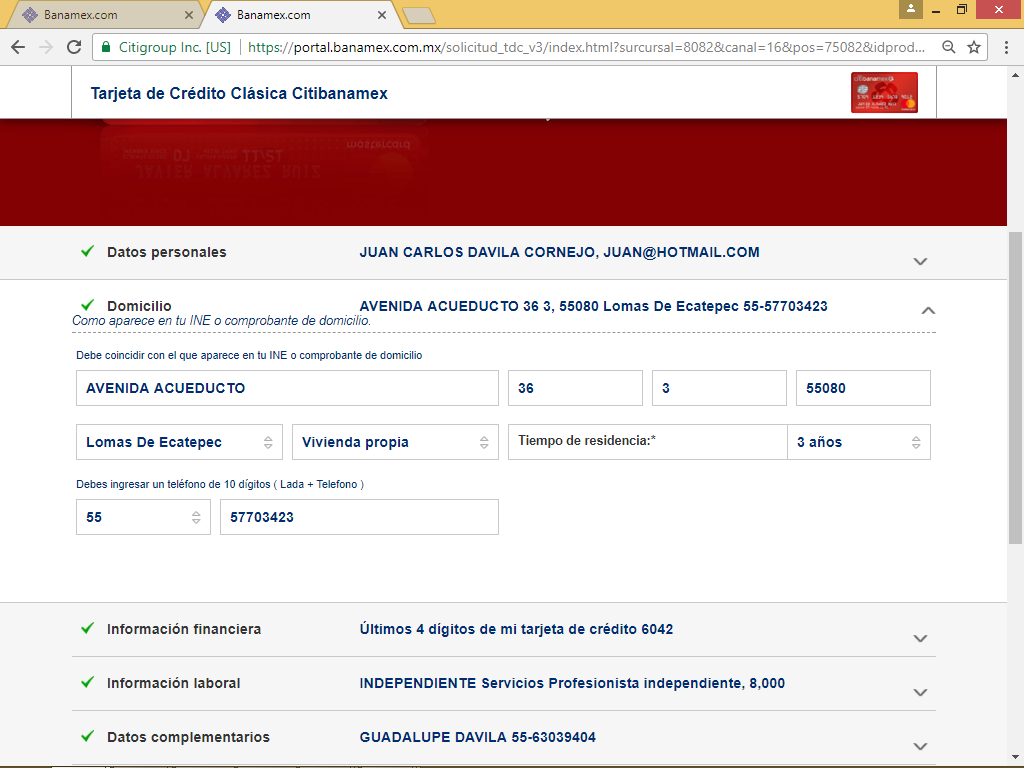 Banamex.com
Banamex.com
Citigroup Inc. [US]
https://portal.banamex.com.mx/solicitud_tdc_v3/index.html?surcursal=8082&canal=16&pos=75082&idprod...
Tarjeta de Crédito Clásica Citibanamex
citibanamex
mastercard
JAVIER ALVAREZ RUIZ
Datos personales JUAN CARLOS DAVILA CORNEJO, JUAN@HOTMAIL.COM
Domicilio AVENIDA ACUEDUCTO 36 3, 55080 Lomas De Ecatepec 55-57703423
Como aparece en tu INE o comprobante de domicilio.
Debe coincidir con el que aparece en tu INE o comprobante de domicilio
AVENIDA ACUEDUCTO 36 3 55080
Lomas De Ecatepec Vivienda propia Tiempo de residencia:* 3 años
Debes ingresar un teléfono de 10 dígitos ( Lada + Telefono )
55 57703423
Información financiera Últimos 4 dígitos de mi tarjeta de crédito 6042
Información laboral INDEPENDIENTE Servicios Profesionista independiente, 8,000
Datos complementarios GUADALUPE DAVILA 55-63039404